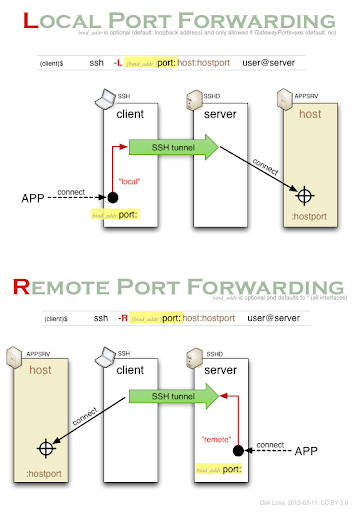 LOCAL PORT FORWARDING
bind_addr is optional (default: loopback address) and only allowed if GatewayPorts=yes (default: no)
(client)$ ssh -L [bind_addr:]port:host:hostport user@server
SSH
SSHD
APPSRV
client
server
host
SSH tunnel
connect
"local"
APP
connect
:hostport
bind_addr:port:
REMOTE PORT FORWARDING
bind_addr is optional and defaults to * (all interfaces)
(client)$ ssh -R [bind_addr:]port:host:hostport user@server
APPSRV
SSH
SSHD
host
client
server
SSH tunnel
connect
"remote"
connect
APP
:hostport
bind_addr:port:
Dirk Loss, 2012-03-11, CC BY 3.0